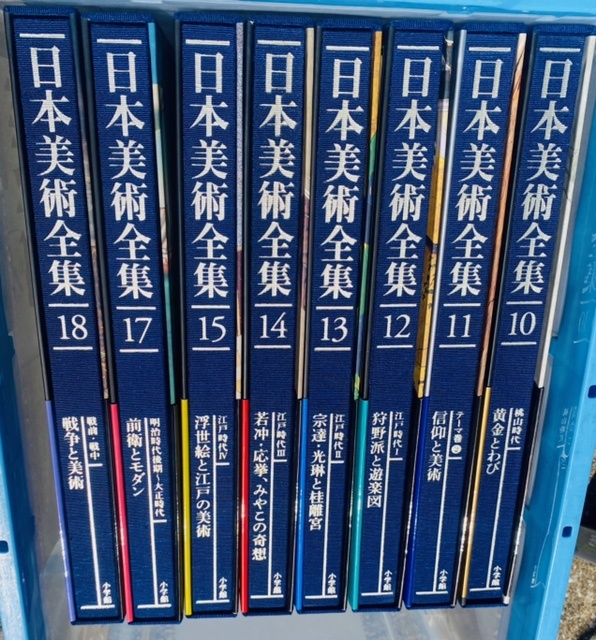 日本美術全集
18
戦前・戦中
戦争と美術
小学館
日本美術全集
17
明治時代後期〜大正時代
前衛とモダン
小学館
日本美術全集
15
江戸時代Ⅳ
浮世絵と江戸の美術
小学館
日本美術全集
14
江戸時代Ⅲ
若冲・応挙、みやこの奇想
小学館
日本美術全集
13
江戸時代Ⅱ
宗達・光琳と桂離宮
小学館
日本美術全集
12
江戸時代Ⅰ
狩野派と遊楽図
小学館
日本美術全集
11
テーマ巻②
信仰と美術
小学館
日本美術全集
10
桃山時代
黄金とわび
小学館